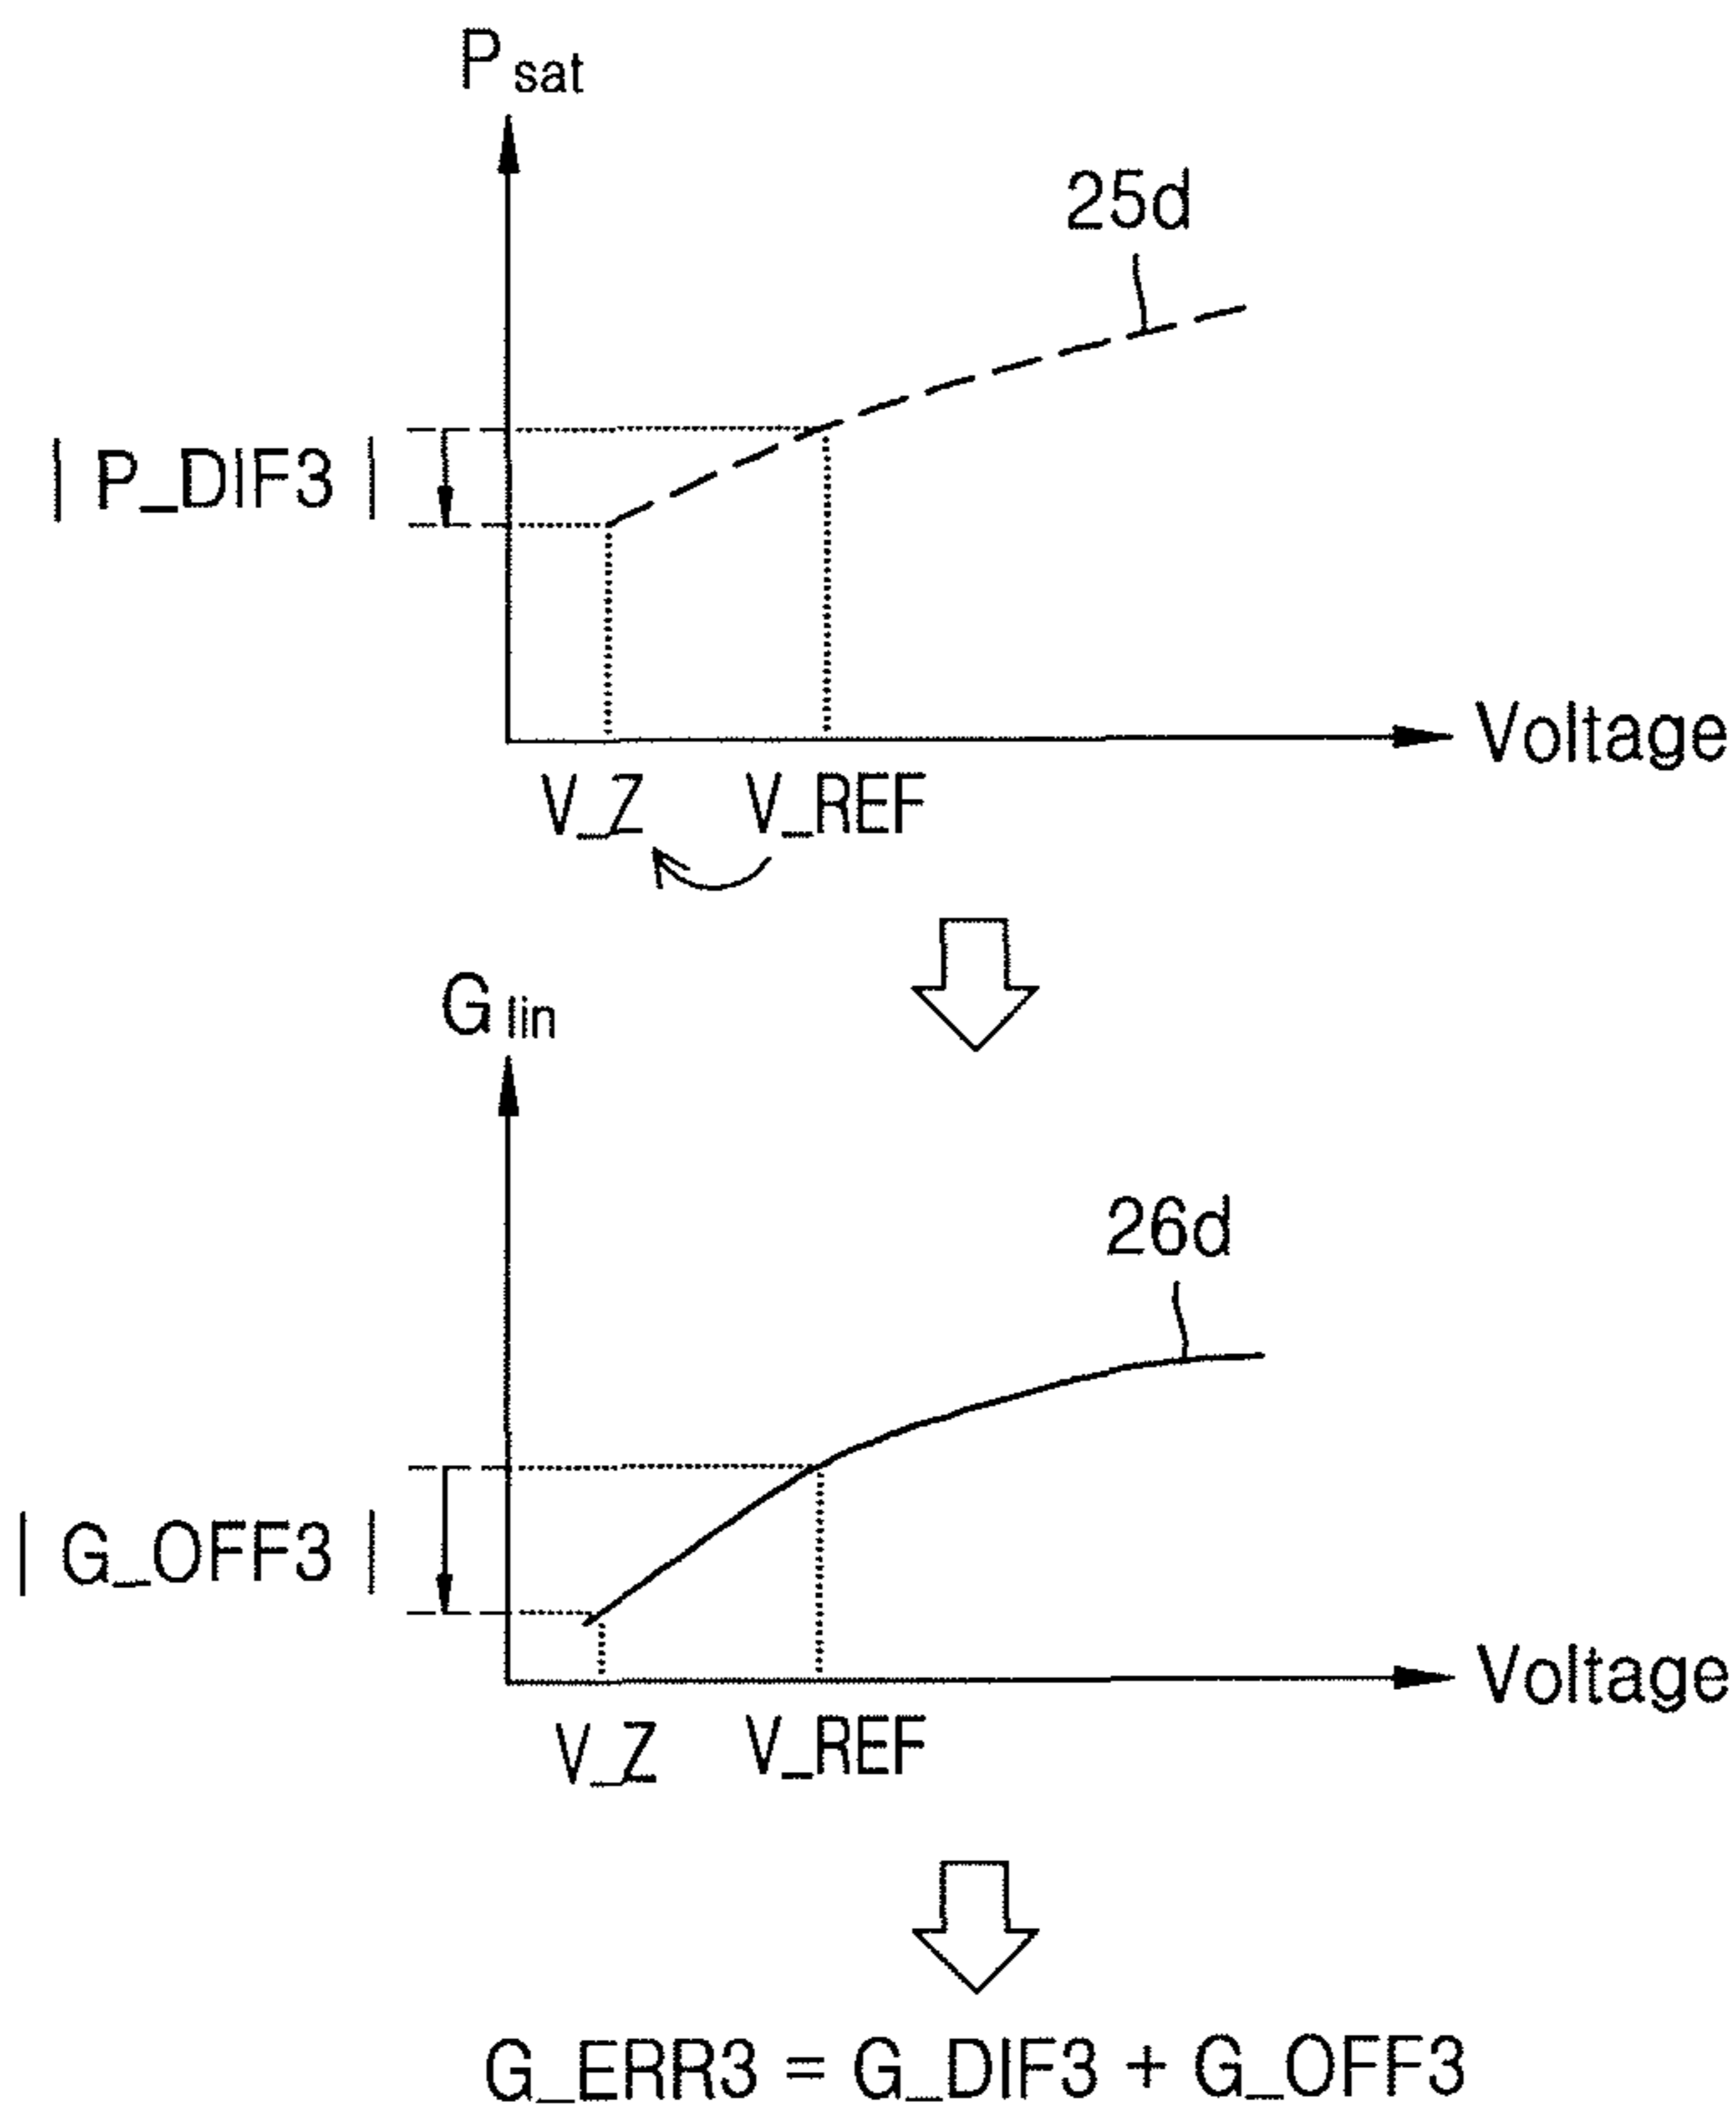 Psat
25d
| P_DIF3 |
Voltage
V_Z V_REF
Glin
26d
| G_OFF3 |
Voltage
V_Z V_REF
G_ERR3 = G_DIF3 + G_OFF3